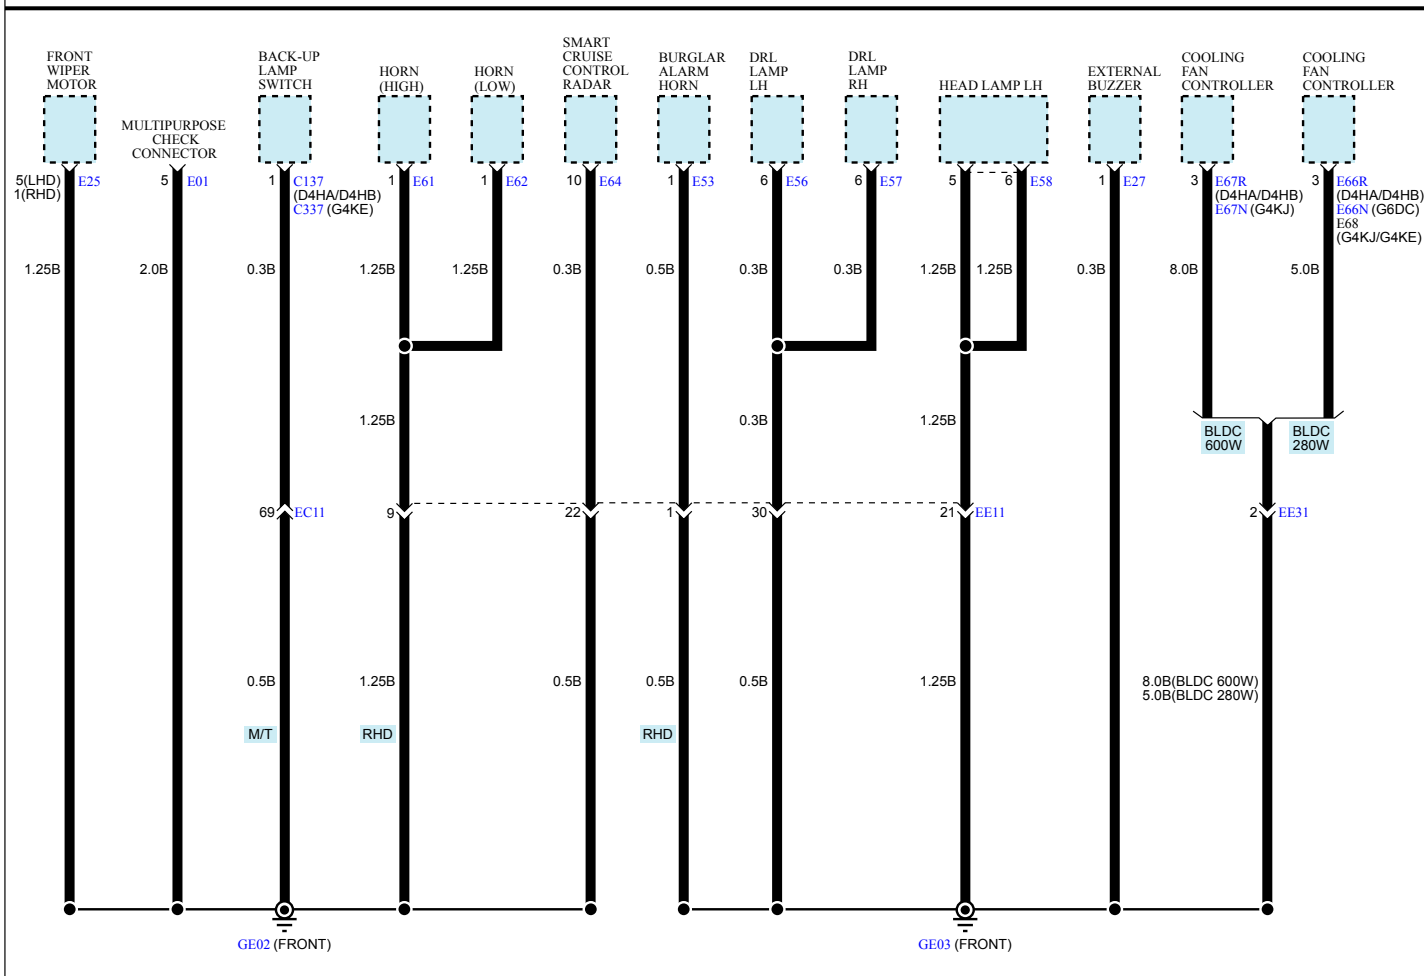 FRONT
WIPER
MOTOR
MULTIPURPOSE
CHECK
CONNECTOR
BACK-UP
LAMP
SWITCH
HORN
(HIGH)
HORN
(LOW)
SMART
CRUISE
CONTROL
RADAR
BURGLAR
ALARM
HORN
DRL
LAMP
LH
DRL
LAMP
RH
HEAD LAMP LH
EXTERNAL
BUZZER
COOLING
FAN
CONTROLLER
COOLING
FAN
CONTROLLER
5(LHD) E25
1(RHD)
5 E01
1 C137
(D4HA/D4HB)
C337 (G4KE)
1 E61
1 E62
10 E64
1 E53
6 E56
6 E57
5
6 E58
1 E27
3 E67R
(D4HA/D4HB)
E67N (G4KJ)
3 E66R
(D4HA/D4HB)
E66N (G6DC)
E68
(G4KJ/G4KE)
1.25B
2.0B
0.3B
1.25B
1.25B
0.3B
0.5B
0.3B
0.3B
1.25B
1.25B
0.3B
8.0B
5.0B
1.25B
0.3B
1.25B
BLDC
600W
BLDC
280W
69 EC11
9
22
1
30
21 EE11
2 EE31
0.5B
1.25B
0.5B
0.5B
0.5B
1.25B
8.0B(BLDC 600W)
5.0B(BLDC 280W)
M/T
RHD
RHD
GE02 (FRONT)
GE03 (FRONT)